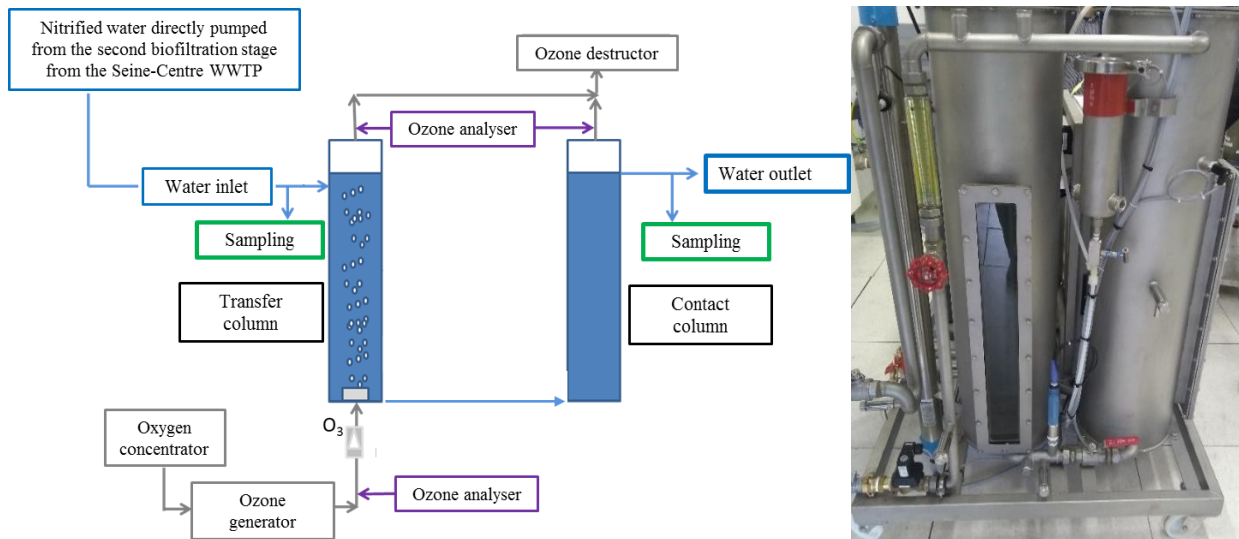 Nitrified water directly pumped
from the second biofiltration stage
from the Seine-Centre WWTP
Ozone destructor
Ozone analyser
Water inlet
Water outlet
Sampling
Sampling
Transfer
column
Contact
column
O₃
Oxygen
concentrator
Ozone
generator
Ozone analyser